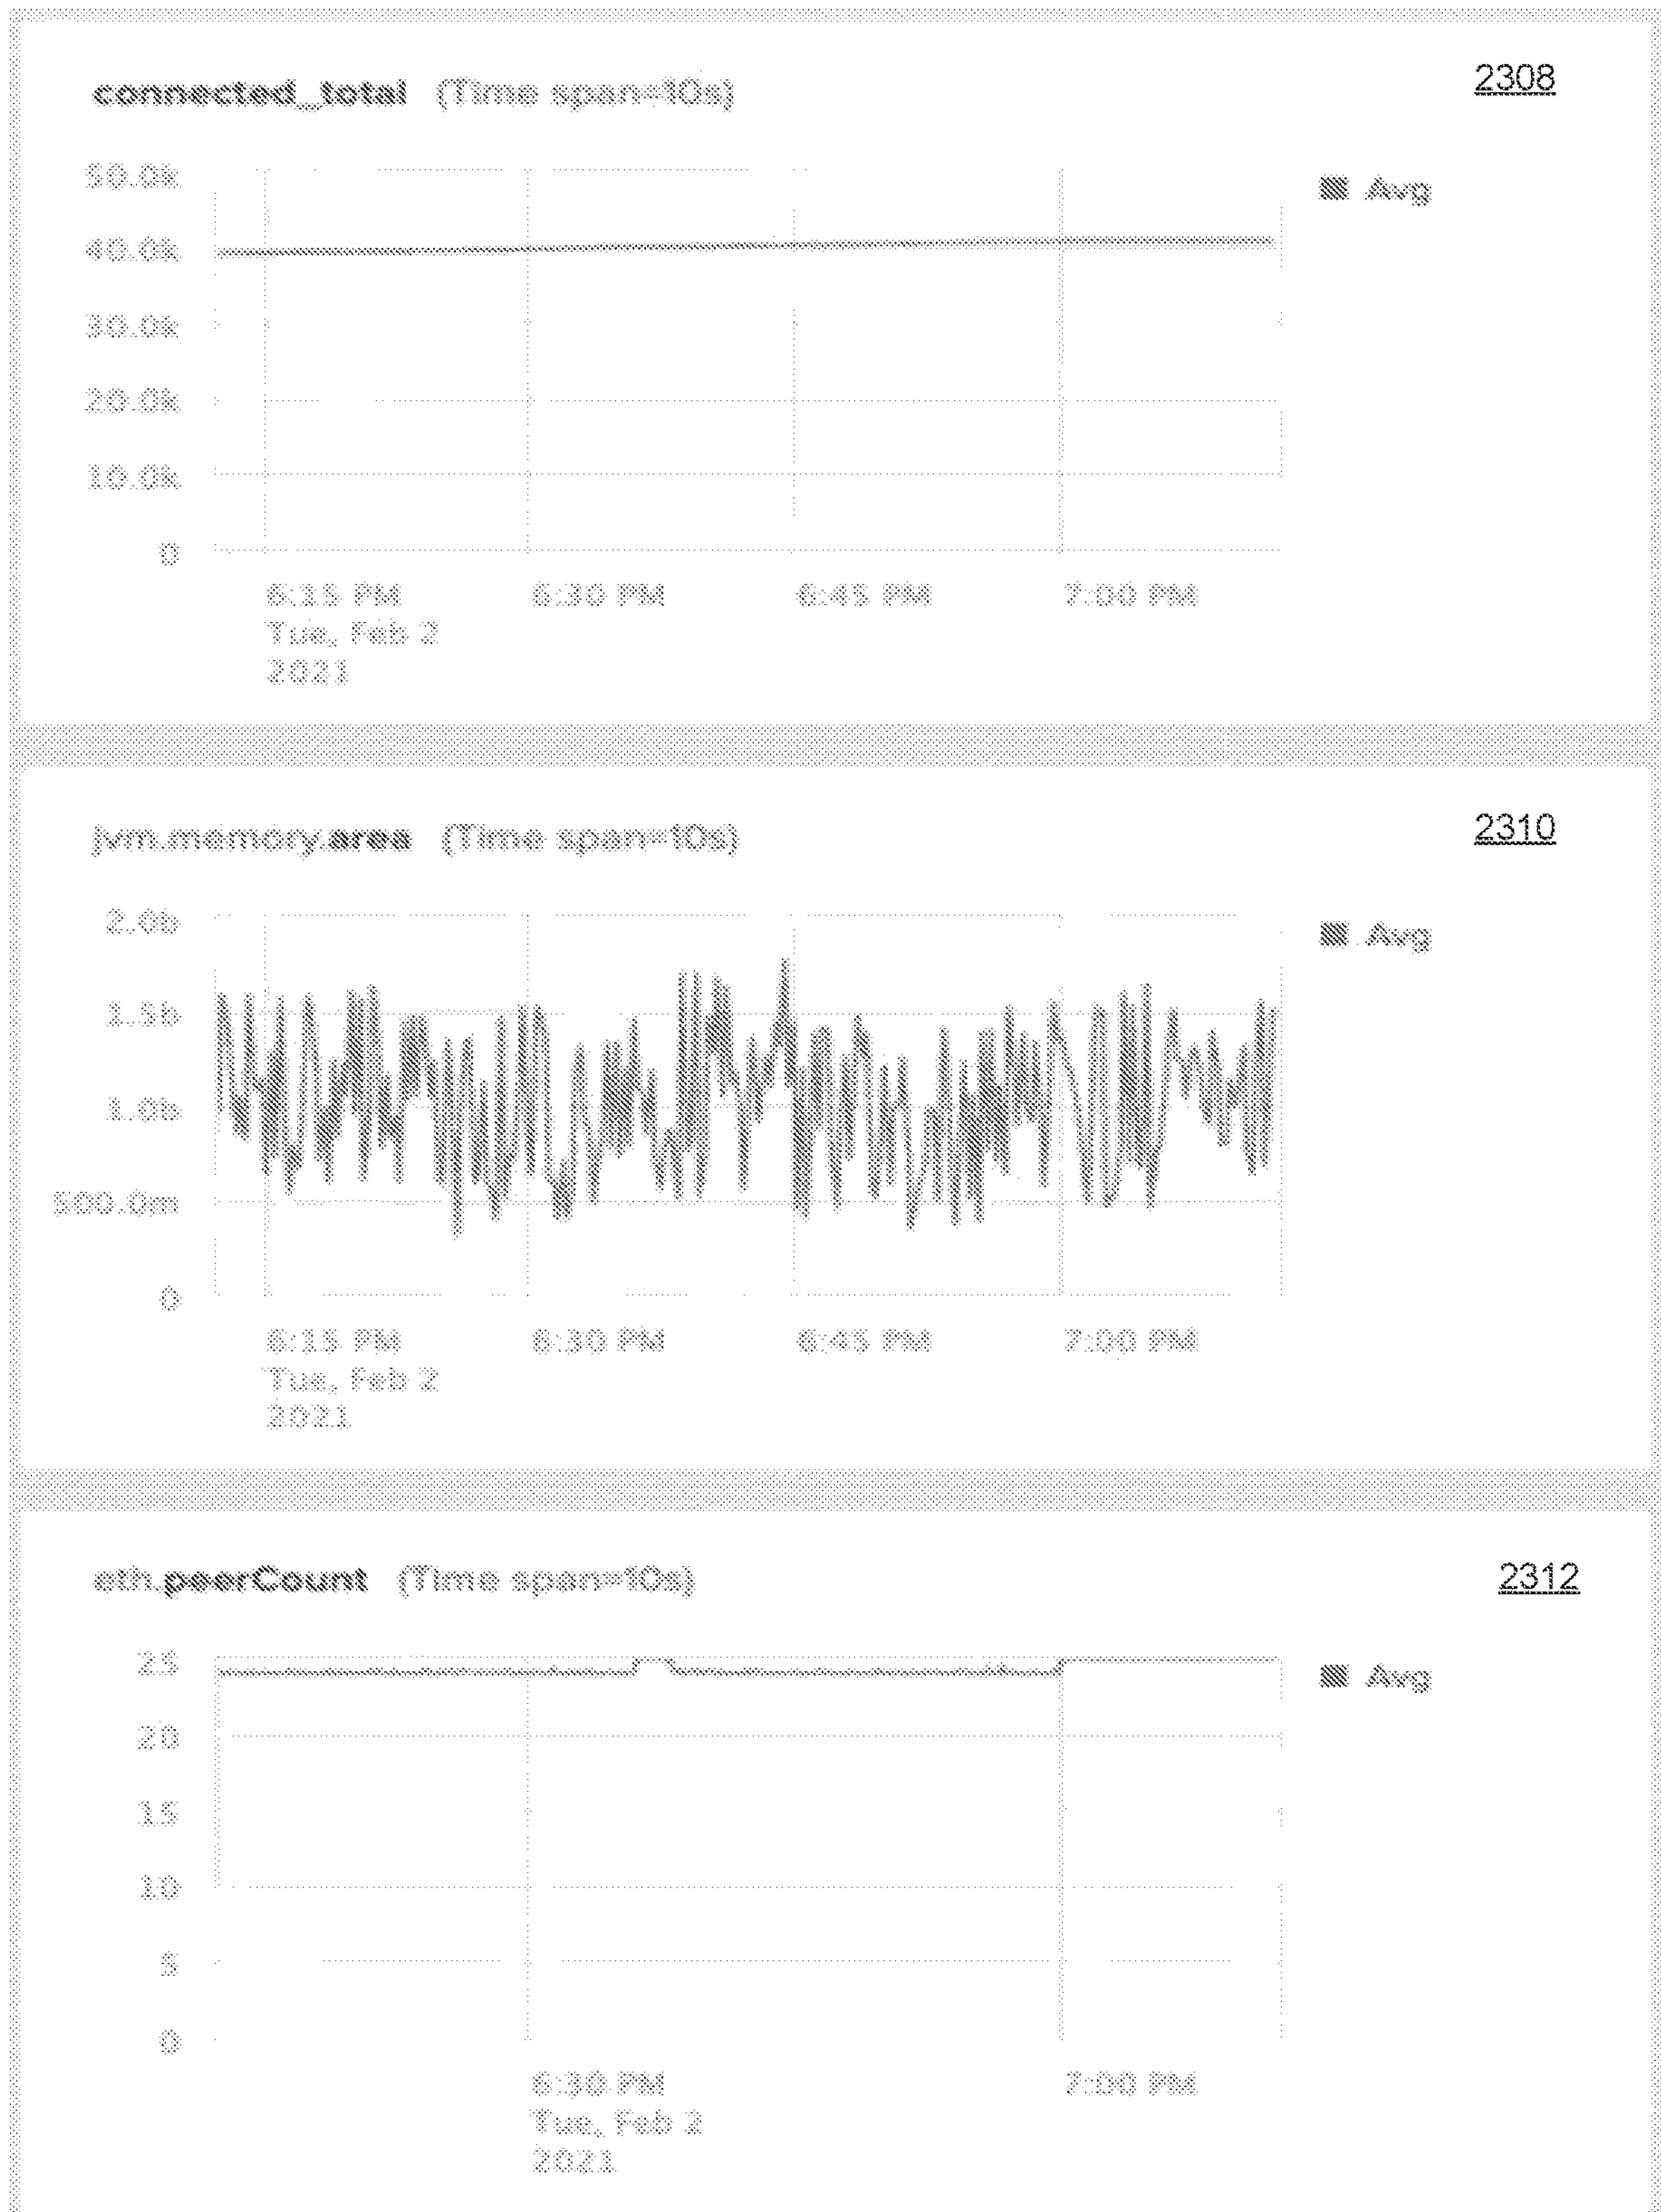 connected_total (Time span=10s)
2308
50.0k
40.0k
30.0k
20.0k
10.0k
0
Avg
6:15 PM 6:30 PM 6:45 PM 7:00 PM
Tue, Feb 2
2021
jvm.memory.area (Time span=10s)
2310
2.0b
1.5b
1.0b
500.0m
0
Avg
6:15 PM 6:30 PM 6:45 PM 7:00 PM
Tue, Feb 2
2021
eth.peerCount (Time span=10s)
2312
25
20
15
10
5
0
Avg
6:30 PM 7:00 PM
Tue, Feb 2
2021